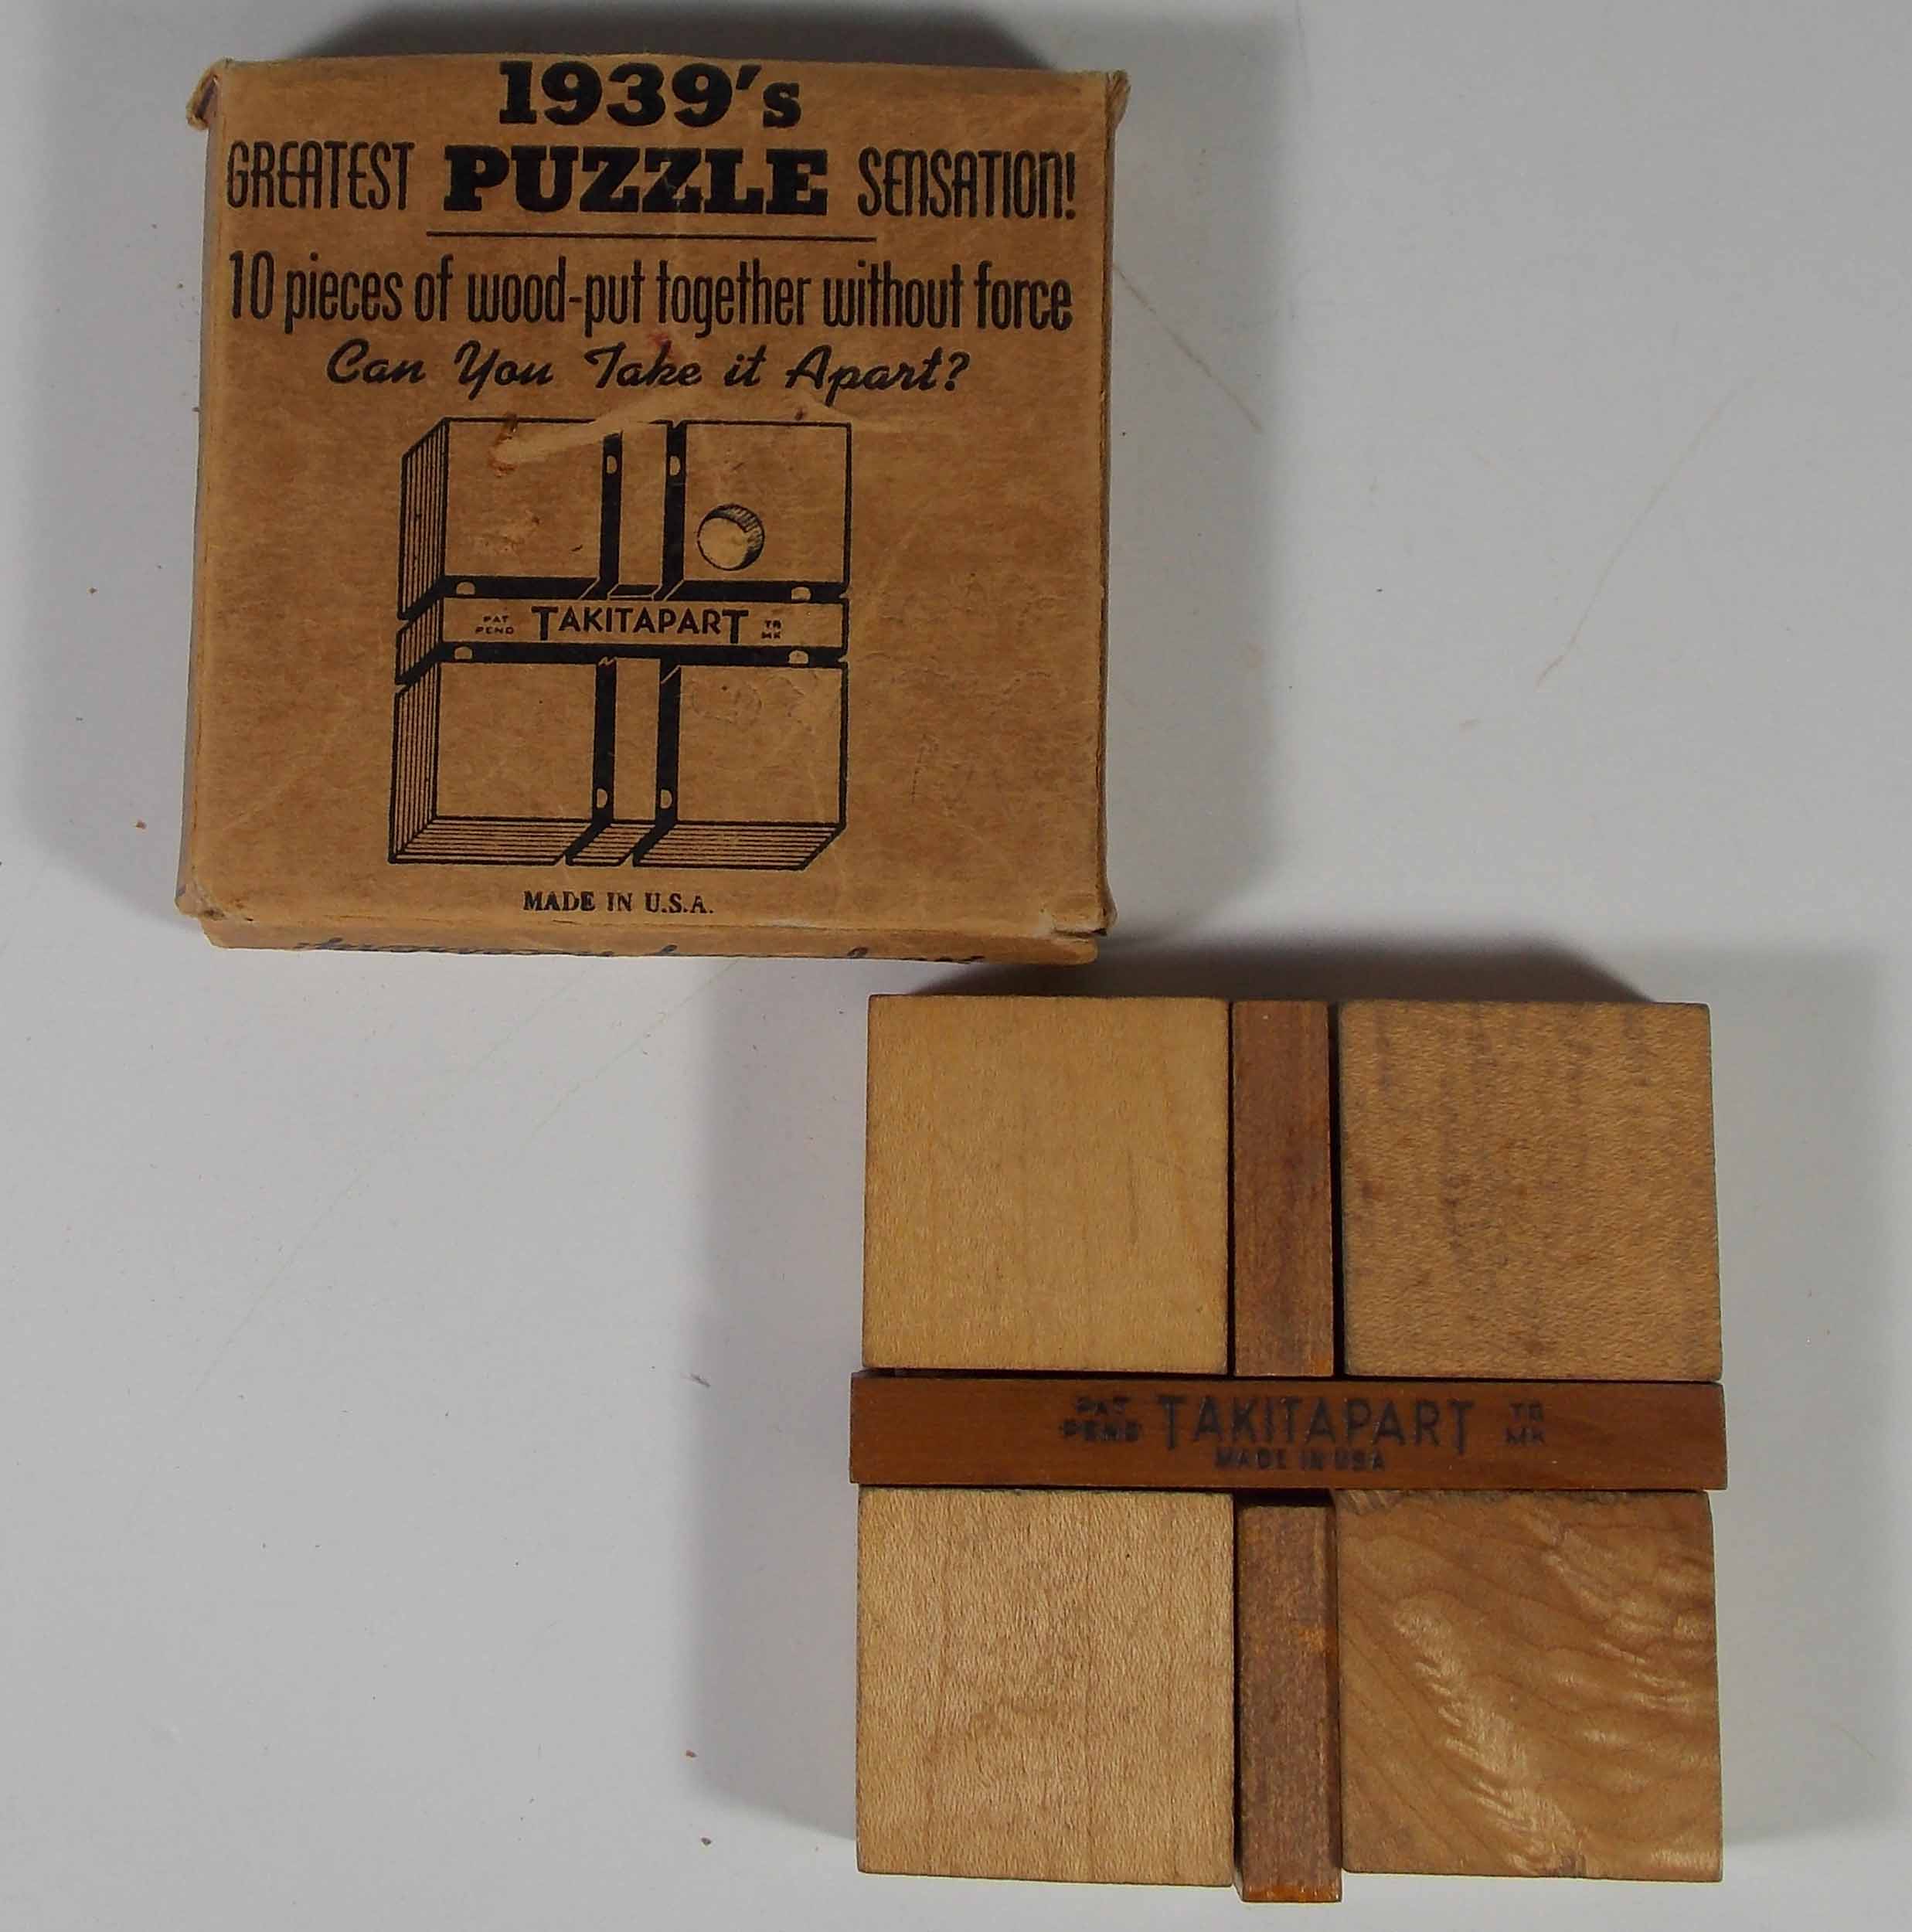 1939's
GREATEST PUZZLE SENSATION!
10 pieces of wood-put together without force
Can You Take it Apart?
PAT PEND TAKITAPART TR MK
MADE IN U.S.A.
PAT PEND TAKITAPART TR MK
MADE IN USA